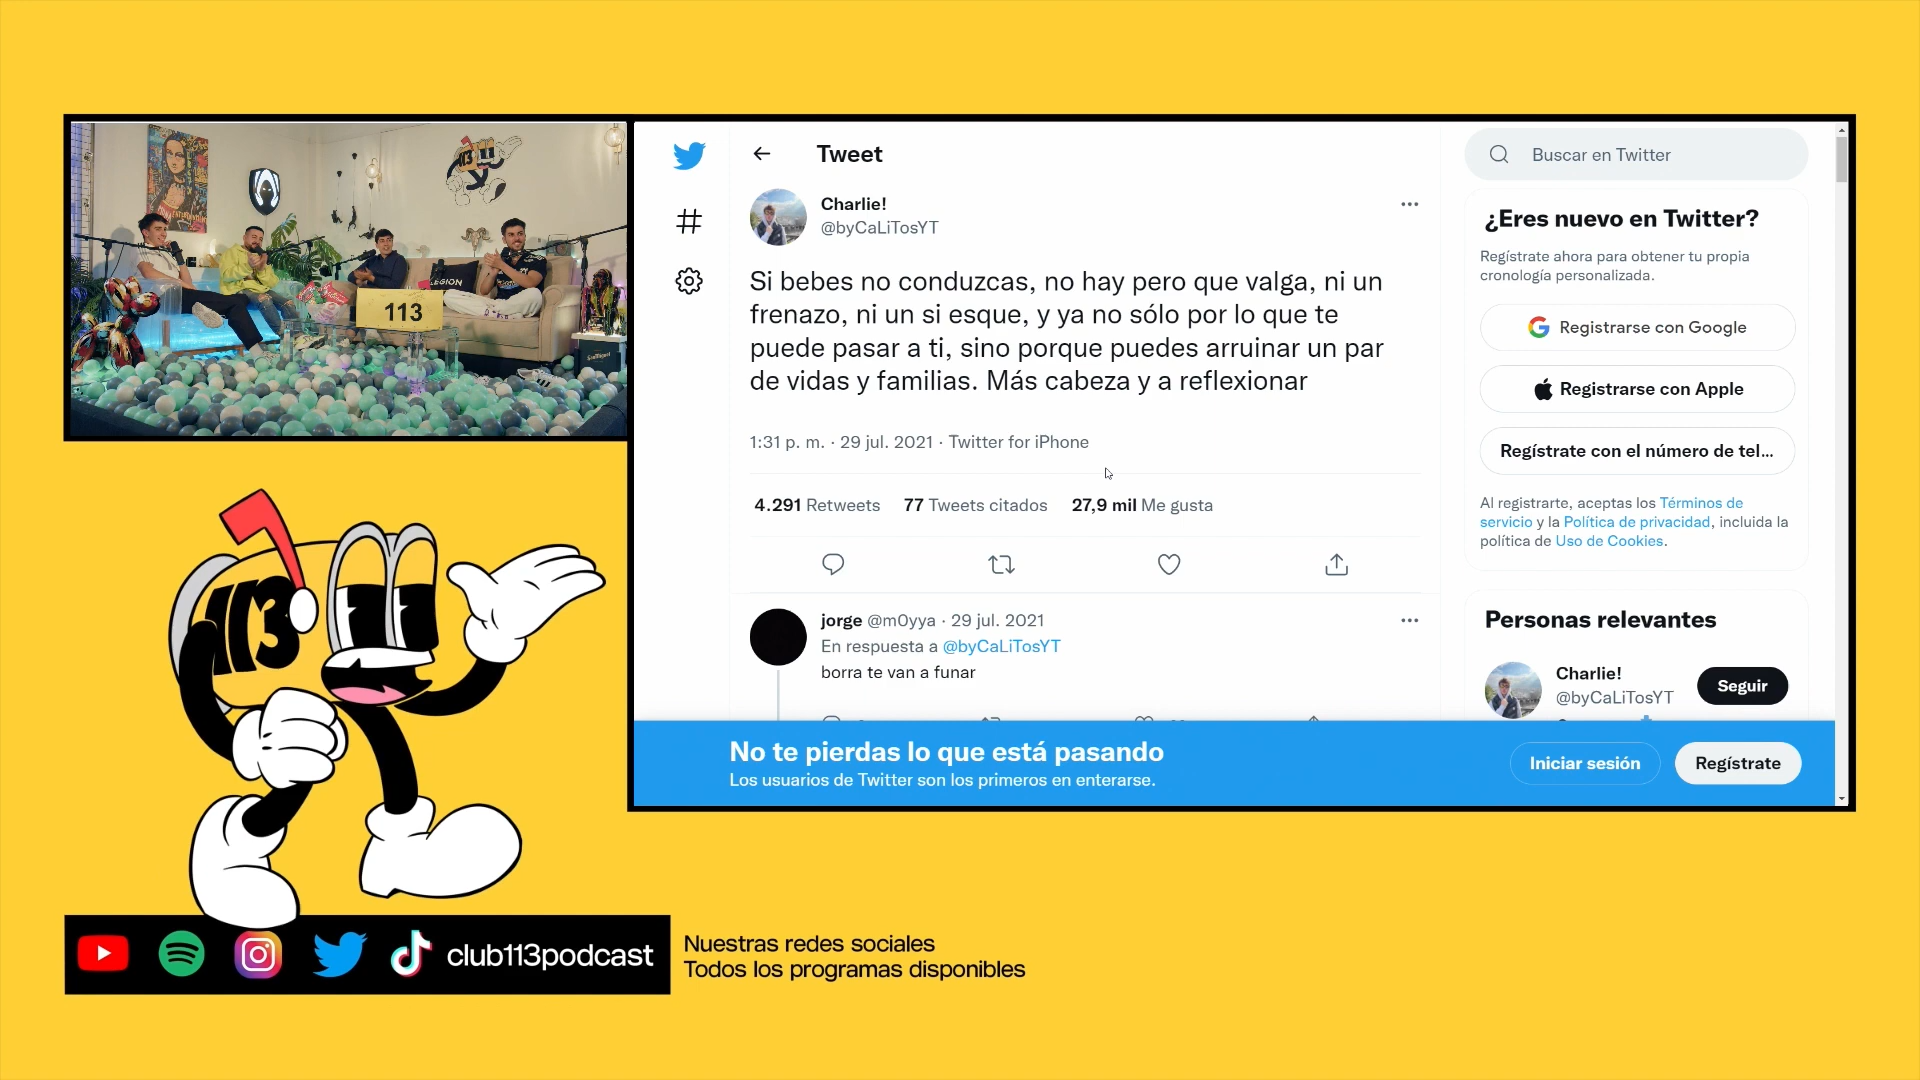 LEGION
113
113
113
Tweet
Charlie!
@byCaLiTosYT
Si bebes no conduzcas, no hay pero que valga, ni un
frenazo, ni un si esque, y ya no sólo por lo que te
puede pasar a ti, sino porque puedes arruinar un par
de vidas y familias. Más cabeza y a reflexionar
1:31 p. m. · 29 jul. 2021 · Twitter for iPhone
4.291 Retweets 77 Tweets citados 27,9 mil Me gusta
jorge @m0yya · 29 jul. 2021
En respuesta a @byCaLiTosYT
borra te van a funar
Buscar en Twitter
¿Eres nuevo en Twitter?
Regístrate ahora para obtener tu propia
cronología personalizada.
Registrarse con Google
Registrarse con Apple
Regístrate con el número de tel...
Al registrarte, aceptas los Términos de
servicio y la Política de privacidad, incluida la
política de Uso de Cookies.
Personas relevantes
Charlie!
@byCaLiTosYT
Seguir
No te pierdas lo que está pasando
Los usuarios de Twitter son los primeros en enterarse.
Iniciar sesión
Regístrate
club113podcast
Nuestras redes sociales
Todos los programas disponibles